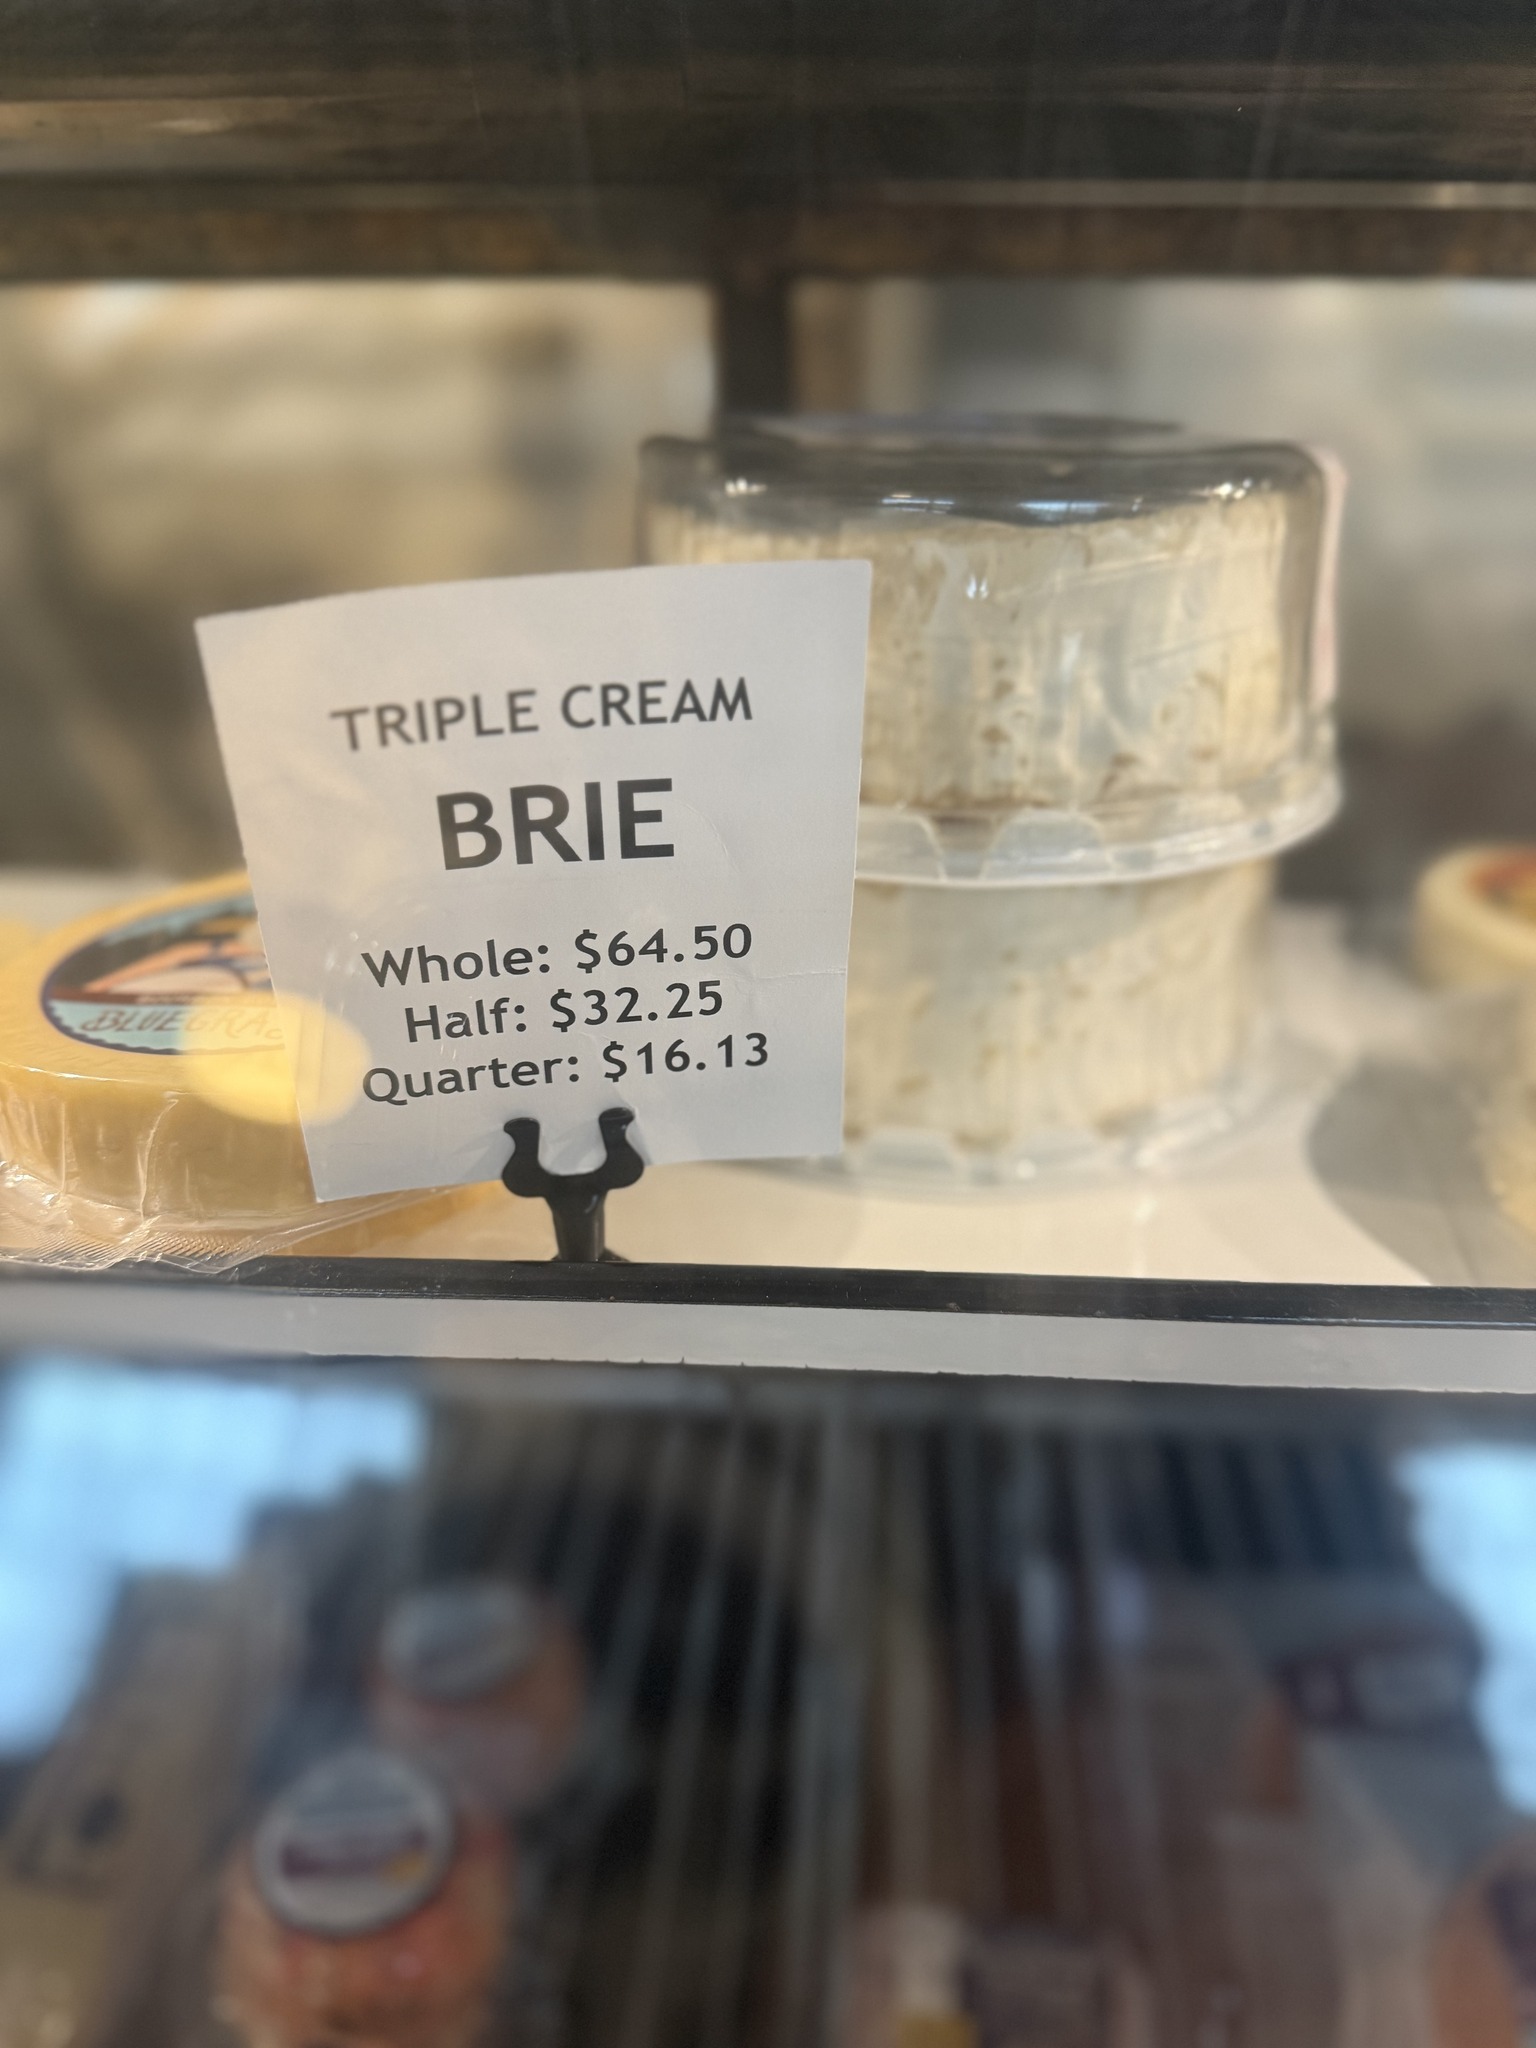 TRIPLE CREAM
BRIE
Whole: $64.50
Half: $32.25
Quarter: $16.13